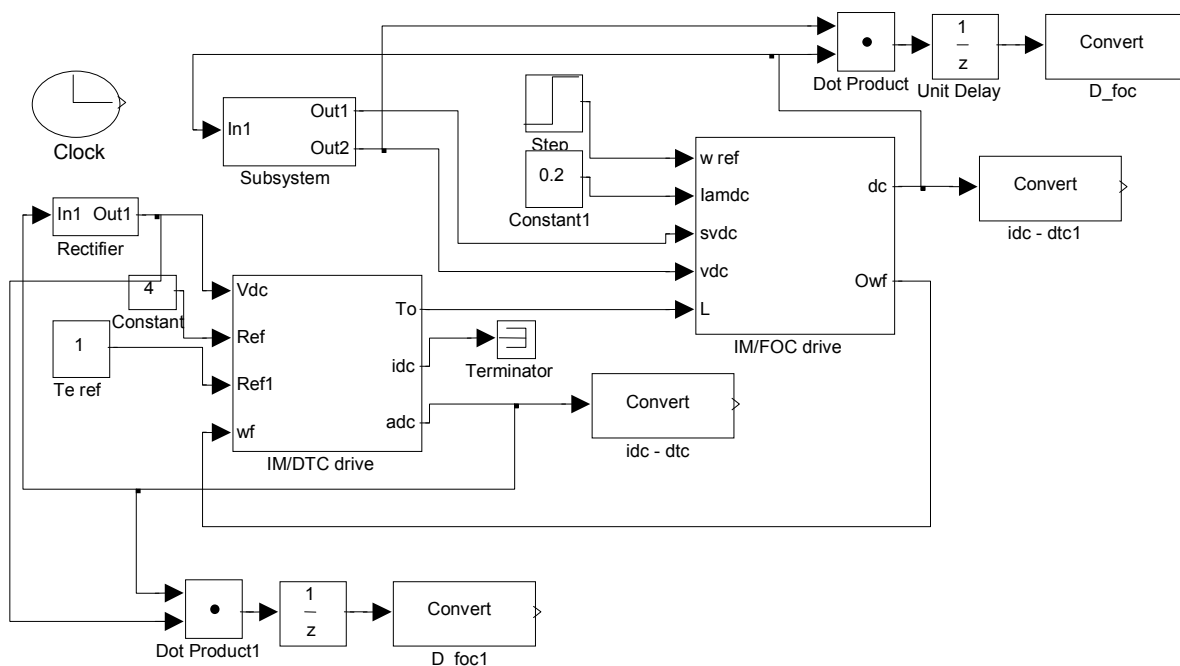 1
z
Convert
Dot Product
Unit Delay
D_foc
Clock
In1
Out1
Out2
Subsystem
Step
0.2
Constant1
w ref
Iamdc
svdc
vdc
L
dc
Owf
IM/FOC drive
Convert
idc - dtc1
In1 Out1
Rectifier
4
Constant
1
Te ref
Vdc
Ref
Ref1
wf
To
idc
adc
IM/DTC drive
Terminator
Convert
idc - dtc
Dot Product1
1
z
Convert
D_foc1